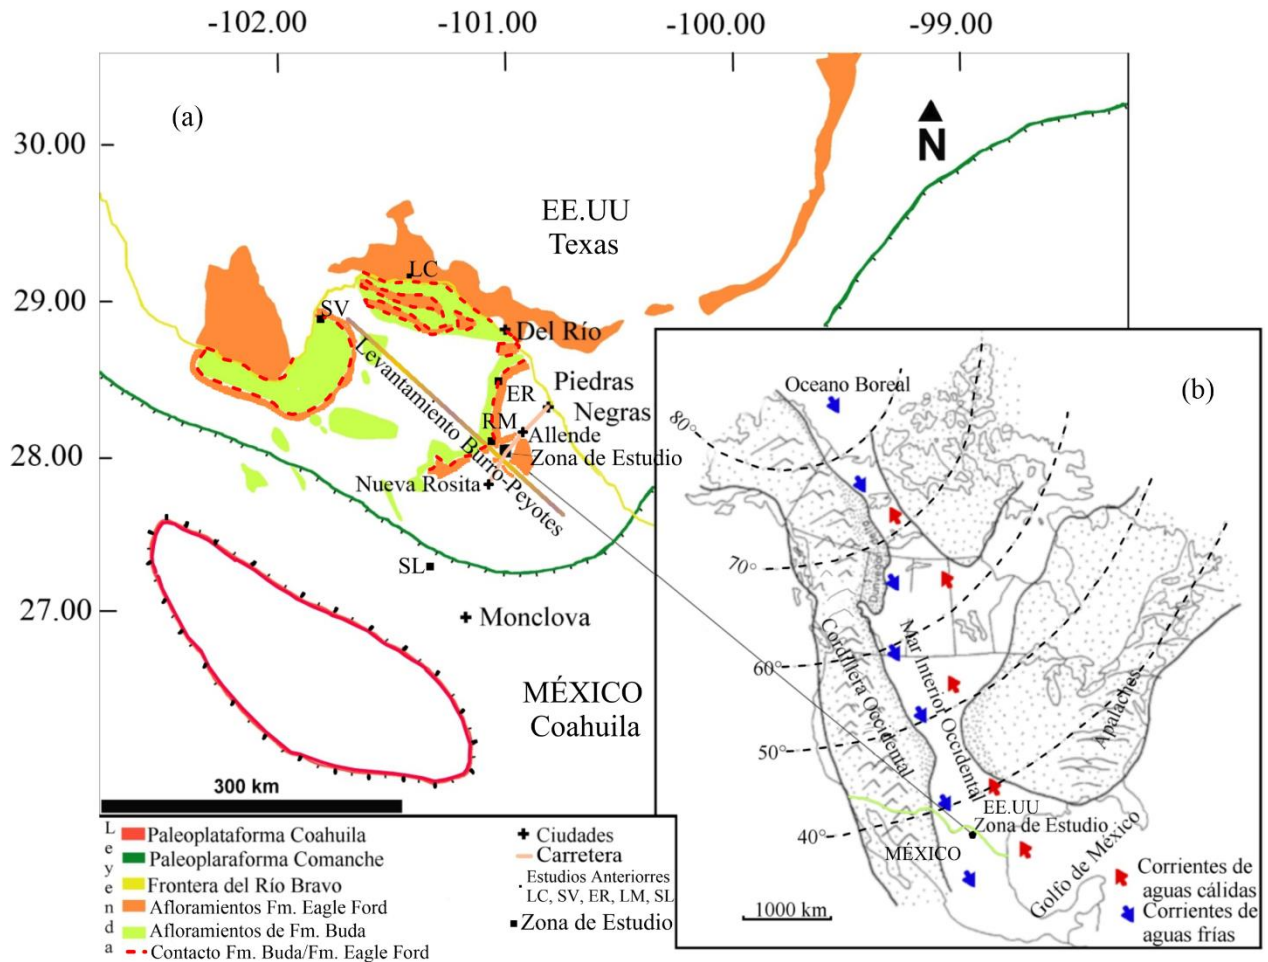 -102.00 -101.00 -100.00 -99.00
(a)
30.00
N
EE.UU
Texas
LC
29.00
SV
Del Río
Levantamiento Burro-Peyotes
ER
Piedras
Negras
RM
Allende
28.00
Zona de Estudio
Nueva Rosita
SL
27.00
Monclova
MÉXICO
Coahuila
300 km
Leyenda
Paleoplataforma Coahuila
Paleoplaraforma Comanche
Frontera del Río Bravo
Afloramientos Fm. Eagle Ford
Afloramientos de Fm. Buda
Contacto Fm. Buda/Fm. Eagle Ford
Ciudades
Carretera
Estudios Anteriorres
LC, SV, ER, LM, SL
Zona de Estudio
(b)
Oceano Boreal
80°
70°
60°
50°
40°
Cordillera Occidental
Mar Interior Occidental
Apalaches
EE.UU
Zona de Estudio
MÉXICO
Golfo de México
1000 km
Corrientes de
aguas cálidas
Corrientes de
aguas frías